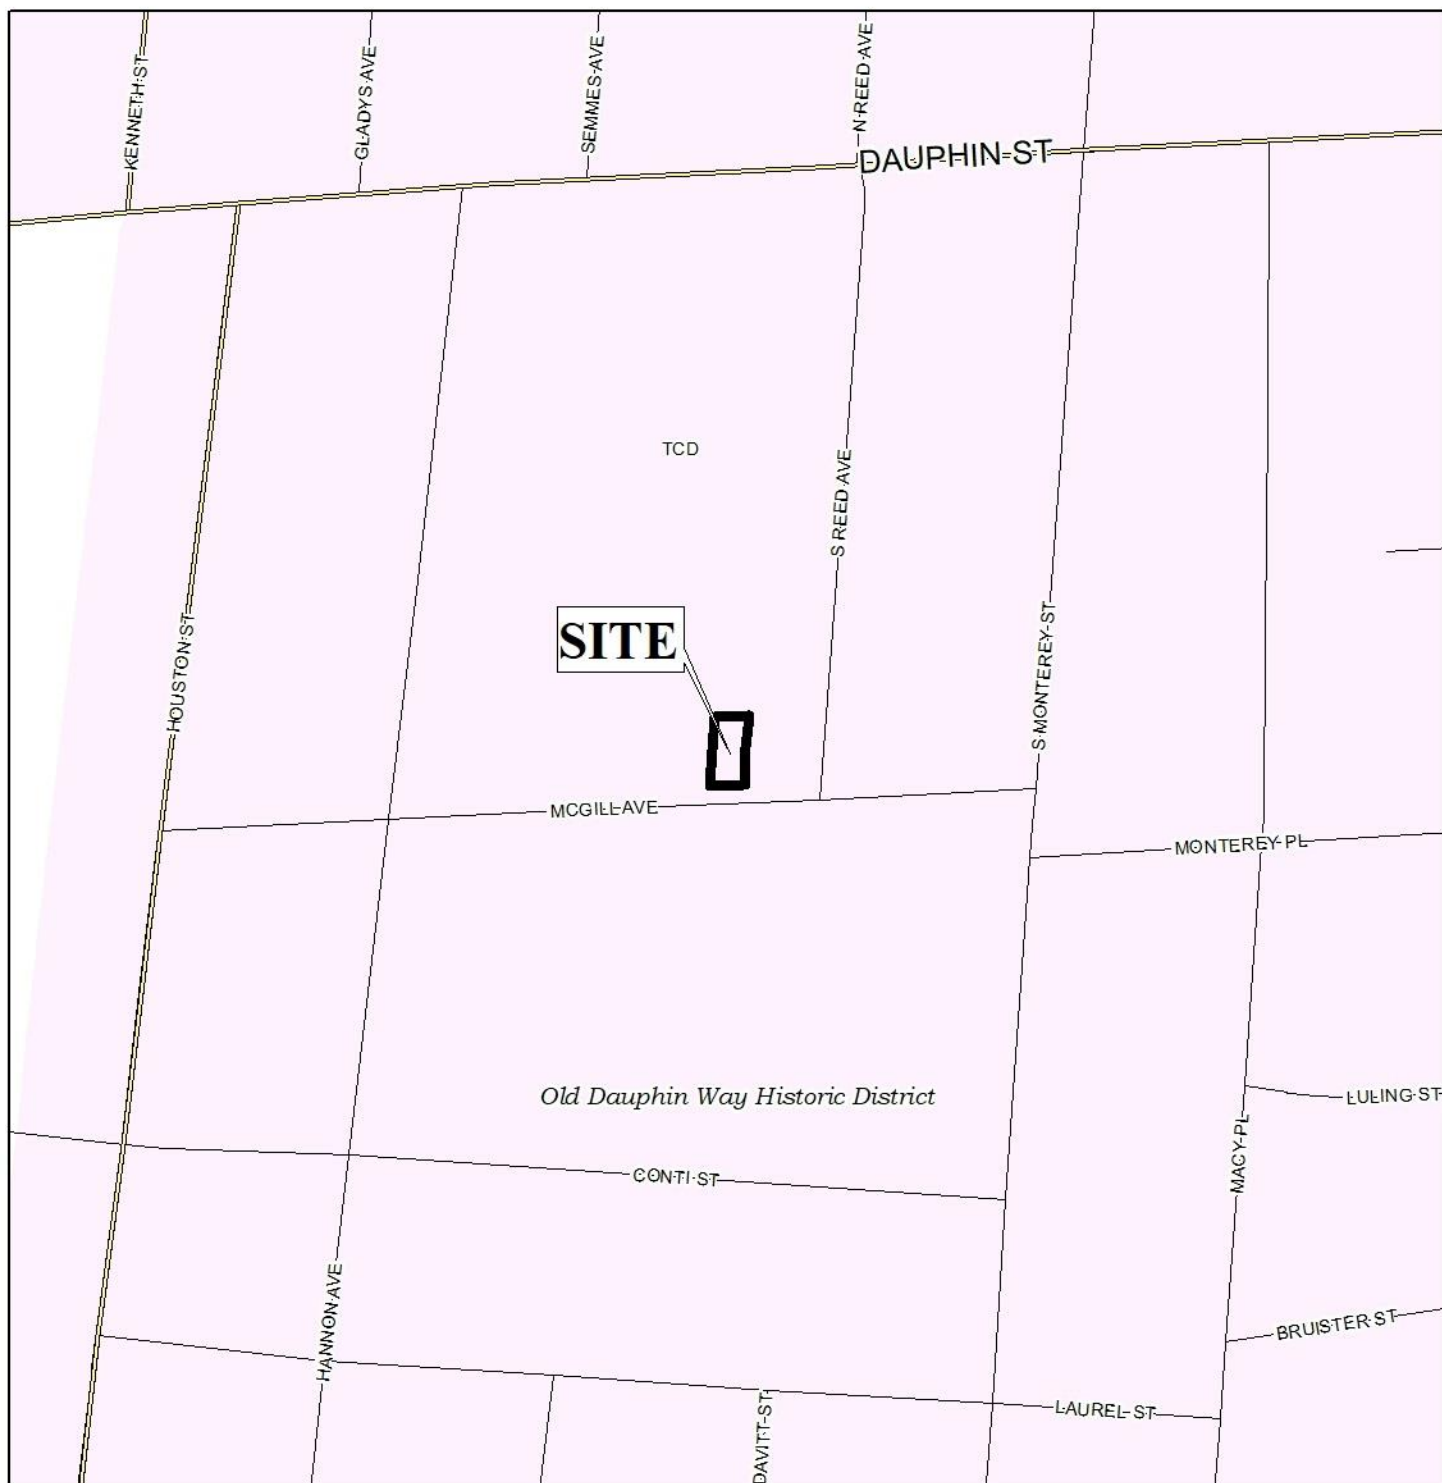 KENNETH ST
GLADYS AVE
SEMMES AVE
N REED AVE
DAUPHIN ST
TCD
S REED AVE
SITE
HOUSTON ST
S MONTEREY ST
MCGILL AVE
MONTEREY PL
Old Dauphin Way Historic District
LULING ST
MACY PL
CONTI ST
HANNON AVE
BRUISTER ST
DAVITT ST
LAUREL ST